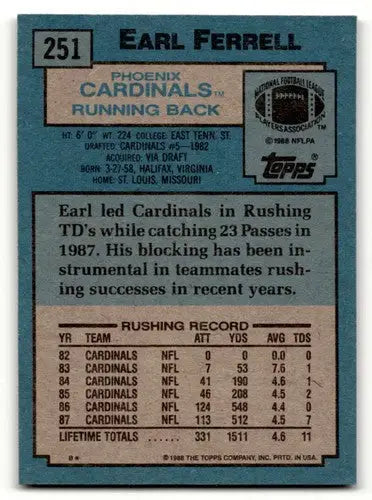 251
EARL FERRELL
PHOENIX
CARDINALS™
RUNNING BACK
NATIONAL FOOTBALL LEAGUE
PLAYERS ASSOCIATION
©1988 NFLPA
TOPPS®
HT: 6' 0" WT: 224 COLLEGE: EAST TENN. ST.
DRAFTED: CARDINALS #5-1982
ACQUIRED: VIA DRAFT
BORN: 3-27-58, HALIFAX, VIRGINIA
HOME: ST. LOUIS, MISSOURI
Earl led Cardinals in Rushing
TD's while catching 23 Passes in
1987. His blocking has been in-
strumental in teammates rush-
ing successes in recent years.
RUSHING RECORD
YR TEAM ATT YDS AVG TDS
82 CARDINALS NFL 0 0 0.0 0
83 CARDINALS NFL 7 53 7.6 1
84 CARDINALS NFL 41 190 4.6 1
85 CARDINALS NFL 46 208 4.5 2
86 CARDINALS NFL 124 548 4.4 0
87 CARDINALS NFL 113 512 4.5 7
LIFETIME TOTALS ...... 331 1511 4.6 11
B* ©1988 THE TOPPS COMPANY, INC. PRTD. IN U.S.A.